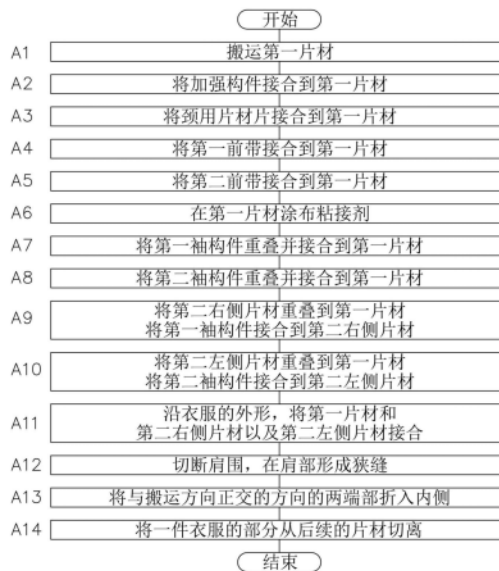 开始
A1 搬运第一片材
A2 将加强构件接合到第一片材
A3 将颈用片材片接合到第一片材
A4 将第一前带接合到第一片材
A5 将第二前带接合到第一片材
A6 在第一片材涂布粘接剂
A7 将第一袖构件重叠并接合到第一片材
A8 将第二袖构件重叠并接合到第一片材
A9 将第二右侧片材重叠到第一片材
将第一袖构件接合到第二右侧片材
A10 将第二左侧片材重叠到第一片材
将第二袖构件接合到第二左侧片材
A11 沿衣服的外形，将第一片材和
第二右侧片材以及第二左侧片材接合
A12 切断肩围，在肩部形成狭缝
A13 将与搬运方向正交的方向的两端部折入内侧
A14 将一件衣服的部分从后续的片材切离
结束